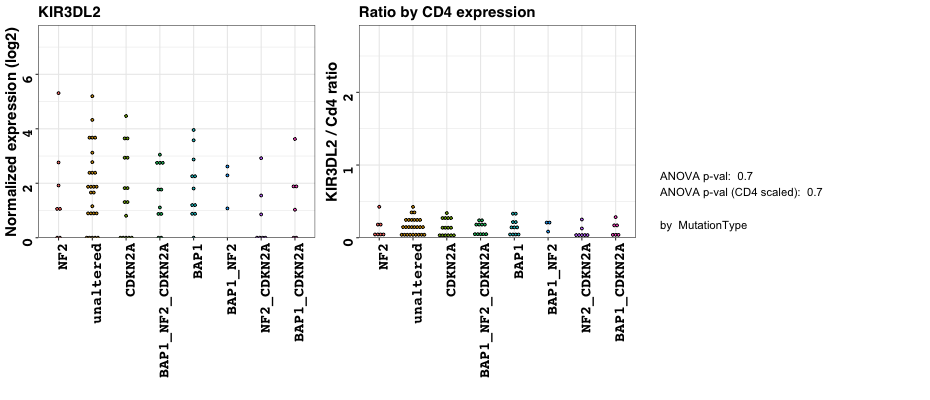 KIR3DL2
Normalized expression (log2)
0
2
4
6
NF2
unaltered
CDKN2A
BAP1_NF2_CDKN2A
BAP1
BAP1_NF2
NF2_CDKN2A
BAP1_CDKN2A
Ratio by CD4 expression
KIR3DL2 / Cd4 ratio
0
1
2
NF2
unaltered
CDKN2A
BAP1_NF2_CDKN2A
BAP1
BAP1_NF2
NF2_CDKN2A
BAP1_CDKN2A
ANOVA p-val: 0.7
ANOVA p-val (CD4 scaled): 0.7
by MutationType